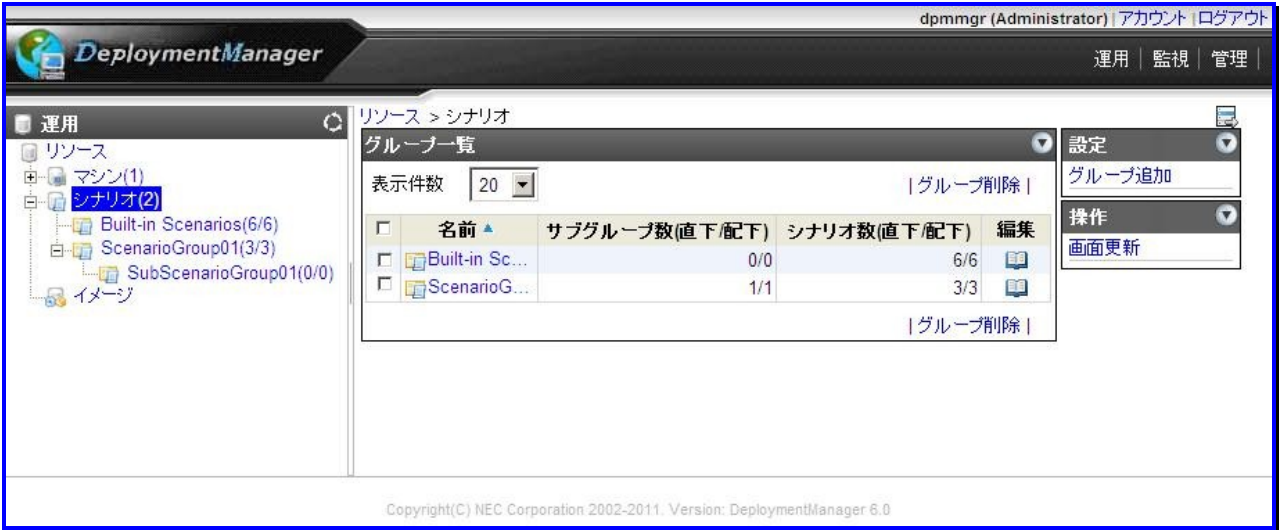 dpmmgr (Administrator) | アカウント | ログアウト
DeploymentManager
運用 | 監視 | 管理 |
運用
リソース
マシン(1)
シナリオ(2)
Built-in Scenarios(6/6)
ScenarioGroup01(3/3)
SubScenarioGroup01(0/0)
イメージ
リソース > シナリオ
グループ一覧
表示件数 20
| グループ削除 |
名前 サブグループ数(直下/配下) シナリオ数(直下/配下) 編集
Built-in Sc... 0/0 6/6
ScenarioG... 1/1 3/3
| グループ削除 |
設定
グループ追加
操作
画面更新
Copyright(C) NEC Corporation 2002-2011. Version: DeploymentManager 6.0